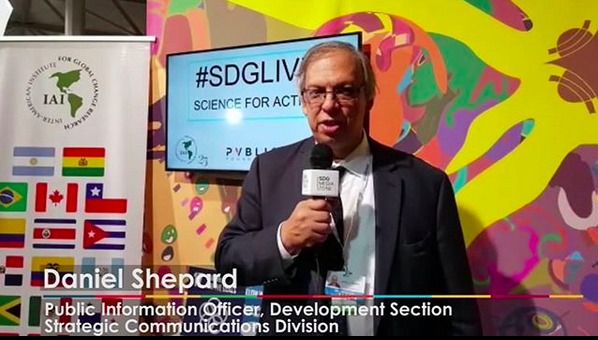 #SDGLIV
SCIENCE FOR ACTI
INTER-AMERICAN INSTITUTE FOR GLOBAL CHANGE RESEARCH
IAI
PVBLIC
SDG
MEDIA
ZONE
Daniel Shepard
Public Information Officer, Development Section
Strategic Communications Division